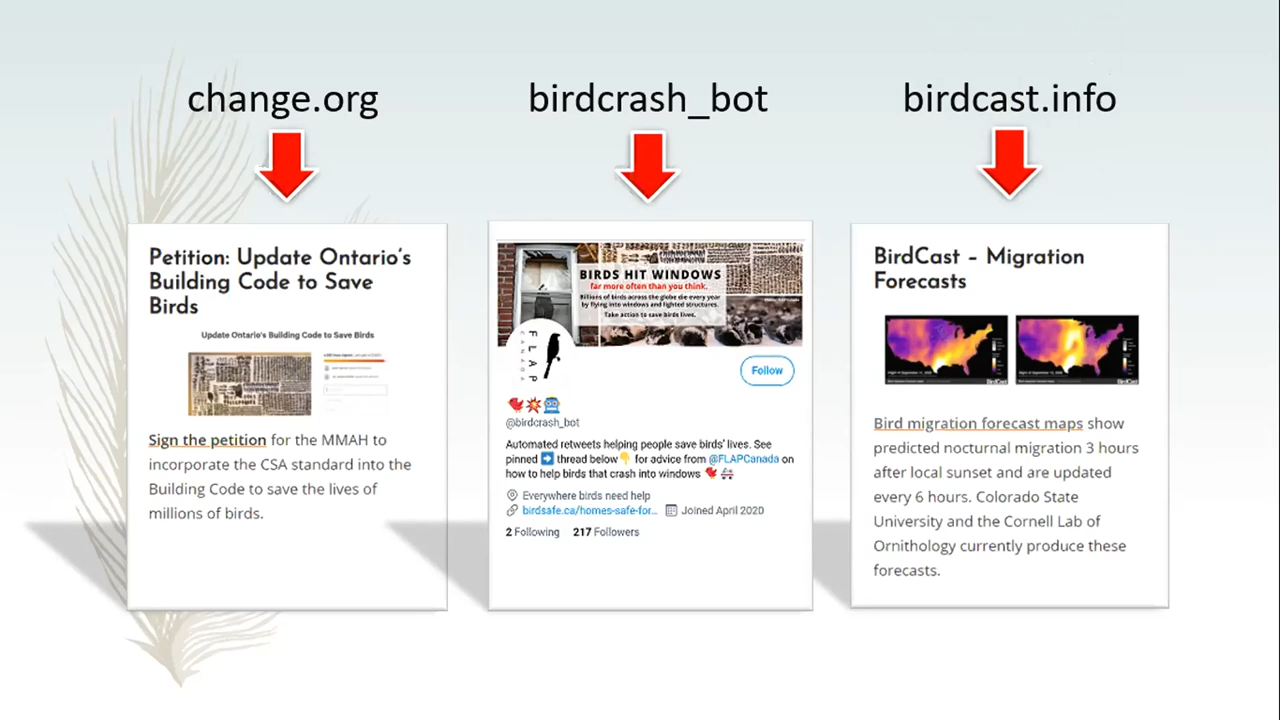 change.org
birdcrash_bot
birdcast.info
Petition: Update Ontario's
Building Code to Save
Birds
Update Ontario's Building Code to Save Birds
Sign the petition for the MMAH to
incorporate the CSA standard into the
Building Code to save the lives of
millions of birds.
BIRDS HIT WINDOWS
far more often than you think.
Billions of birds across the globe die every year
by flying into windows and lighted structures.
Take action to save birds lives.
FLAP
CANADA
Follow
🐦💥🤖
@birdcrash_bot
Automated retweets helping people save birds' lives. See
pinned ➡️ thread below👇 for advice from @FLAPCanada on
how to help birds that crash into windows 🐦🚑
Everywhere birds need help
birdsafe.ca/homes-safe-for... Joined April 2020
2 Following 217 Followers
BirdCast – Migration
Forecasts
BirdCast
BirdCast
Bird migration forecast maps show
predicted nocturnal migration 3 hours
after local sunset and are updated
every 6 hours. Colorado State
University and the Cornell Lab of
Ornithology currently produce these
forecasts.